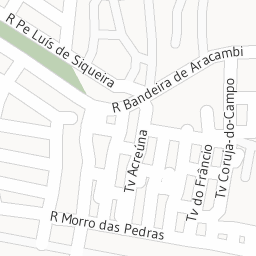 R Pe Luís de Siqueira
R Bandeira de Aracambi
Tv Acreúna
Tv do Frâncio
Tv Coruja-do-Campo
R Morro das Pedras